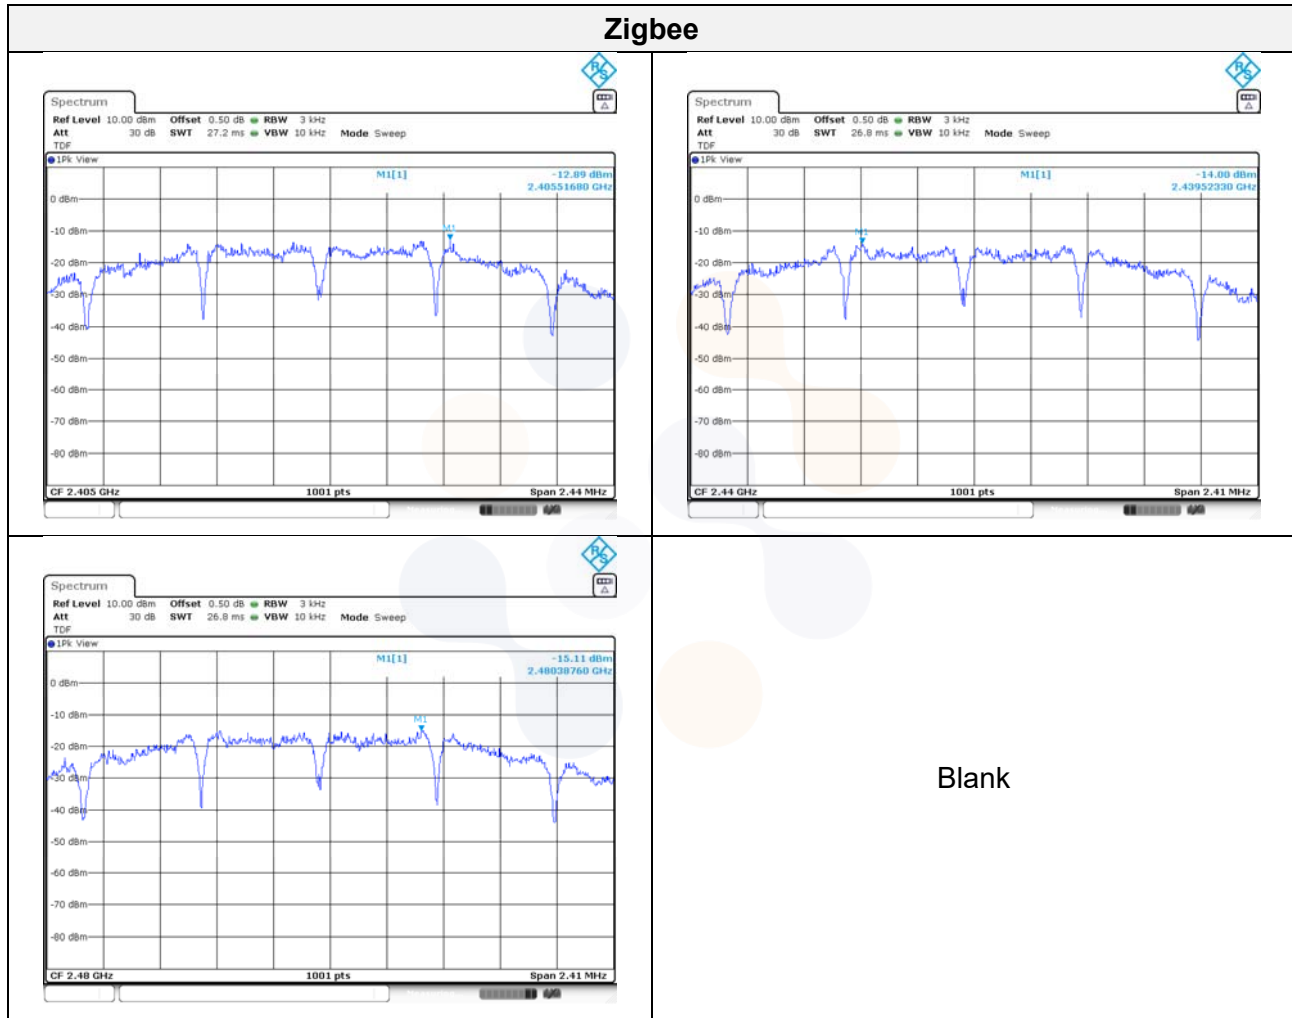 Zigbee
Spectrum
Ref Level 10.00 dBm Offset 0.50 dB RBW 3 kHz
Att 30 dB SWT 27.2 ms VBW 10 kHz Mode Sweep
TDF
1Pk View
M1[1] -12.89 dBm
2.40551680 GHz
0 dBm
M1
-10 dBm
-20 dBm
-30 dBm
-40 dBm
-50 dBm
-60 dBm
-70 dBm
-80 dBm
CF 2.405 GHz 1001 pts Span 2.44 MHz
Spectrum
Ref Level 10.00 dBm Offset 0.50 dB RBW 3 kHz
Att 30 dB SWT 26.8 ms VBW 10 kHz Mode Sweep
TDF
1Pk View
M1[1] -14.00 dBm
2.43952330 GHz
0 dBm
-10 dBm
M1
-20 dBm
-30 dBm
-40 dBm
-50 dBm
-60 dBm
-70 dBm
-80 dBm
CF 2.44 GHz 1001 pts Span 2.41 MHz
Spectrum
Ref Level 10.00 dBm Offset 0.50 dB RBW 3 kHz
Att 30 dB SWT 26.8 ms VBW 10 kHz Mode Sweep
TDF
1Pk View
M1[1] -15.11 dBm
2.48038760 GHz
0 dBm
-10 dBm
M1
-20 dBm
-30 dBm
-40 dBm
-50 dBm
-60 dBm
-70 dBm
-80 dBm
CF 2.48 GHz 1001 pts Span 2.41 MHz
Blank